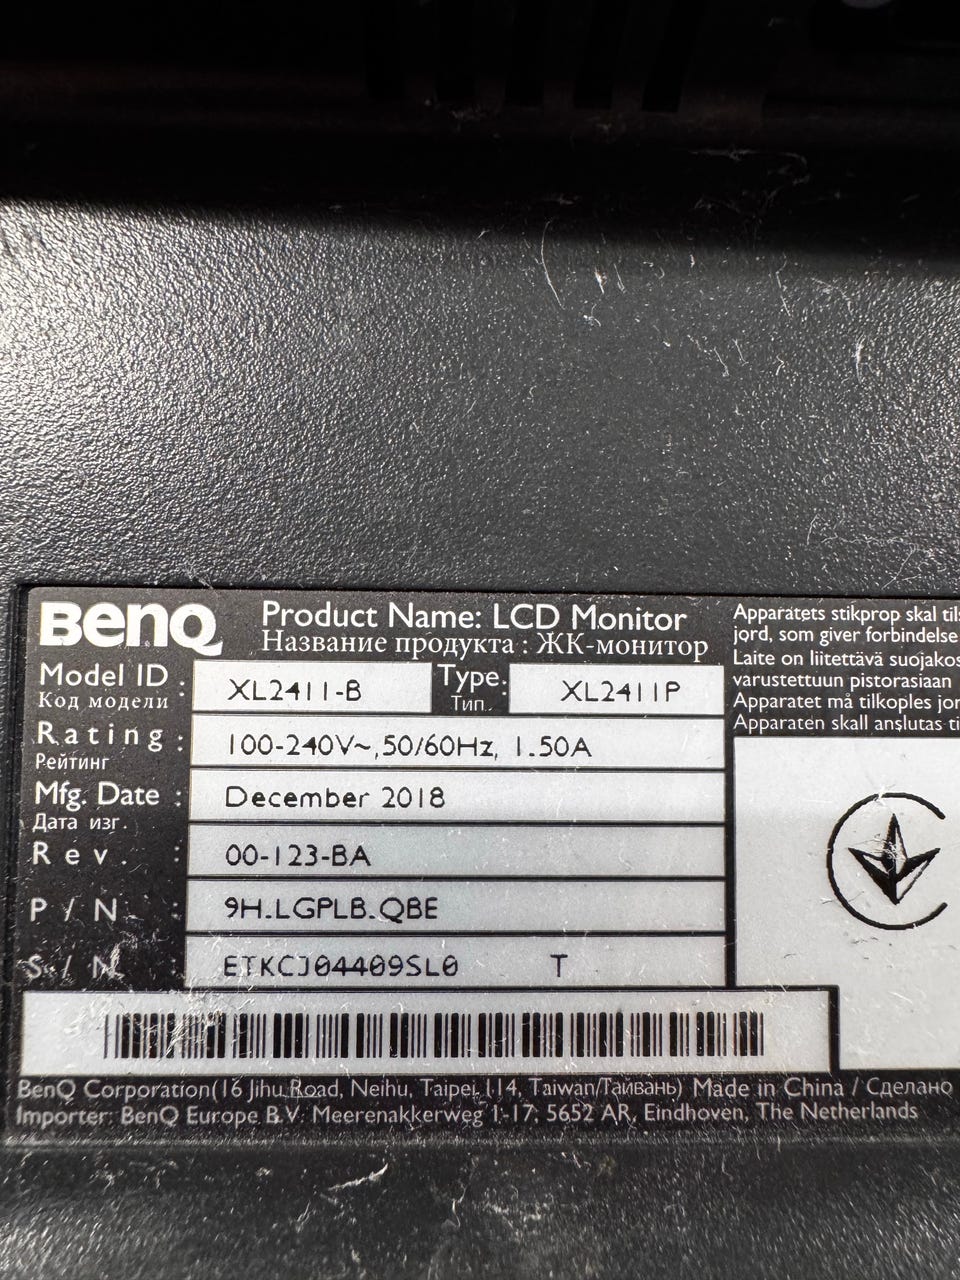 BenQ
Product Name: LCD Monitor
Название продукта : ЖК-монитор
Model ID : XL2411-B Type : XL2411P
Код модели Тип
Rating : 100-240V~,50/60Hz, 1.50A
Рейтинг
Mfg. Date : December 2018
Дата изг.
Rev. : 00-123-BA
P/N : 9H.LGPLB.QBE
S/N ETKCJ04409SL0 T
Apparatets stikprop skal
jord, som giver forbindelse
Laite on liitettävä
varustettuun pistorasiaan
Apparatet må tilkoples
Apparaten skall anslutas
BenQ Corporation(16 Jihu Road, Neihu, Taipei 114, Taiwan/Тайвань) Made in China / Сделано
Importer: BenQ Europe B.V. Meerenakkerweg 1-17, 5652 AR, Eindhoven, The Netherlands